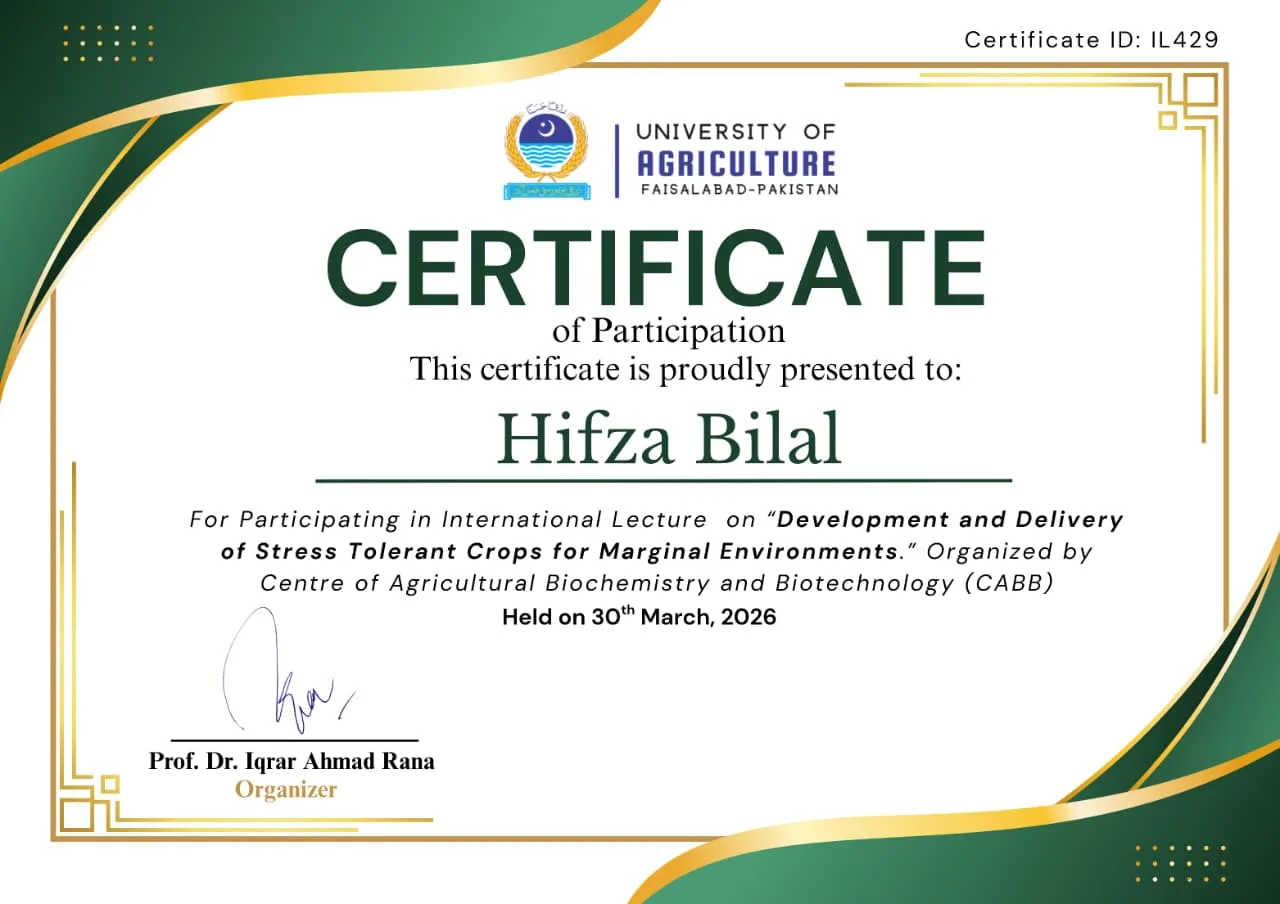 Certificate ID: IL429
UNIVERSITY OF
AGRICULTURE
FAISALABAD-PAKISTAN
CERTIFICATE
of Participation
This certificate is proudly presented to:
Hifza Bilal
For Participating in International Lecture on “Development and Delivery
of Stress Tolerant Crops for Marginal Environments.” Organized by
Centre of Agricultural Biochemistry and Biotechnology (CABB)
Held on 30th March, 2026
Prof. Dr. Iqrar Ahmad Rana
Organizer